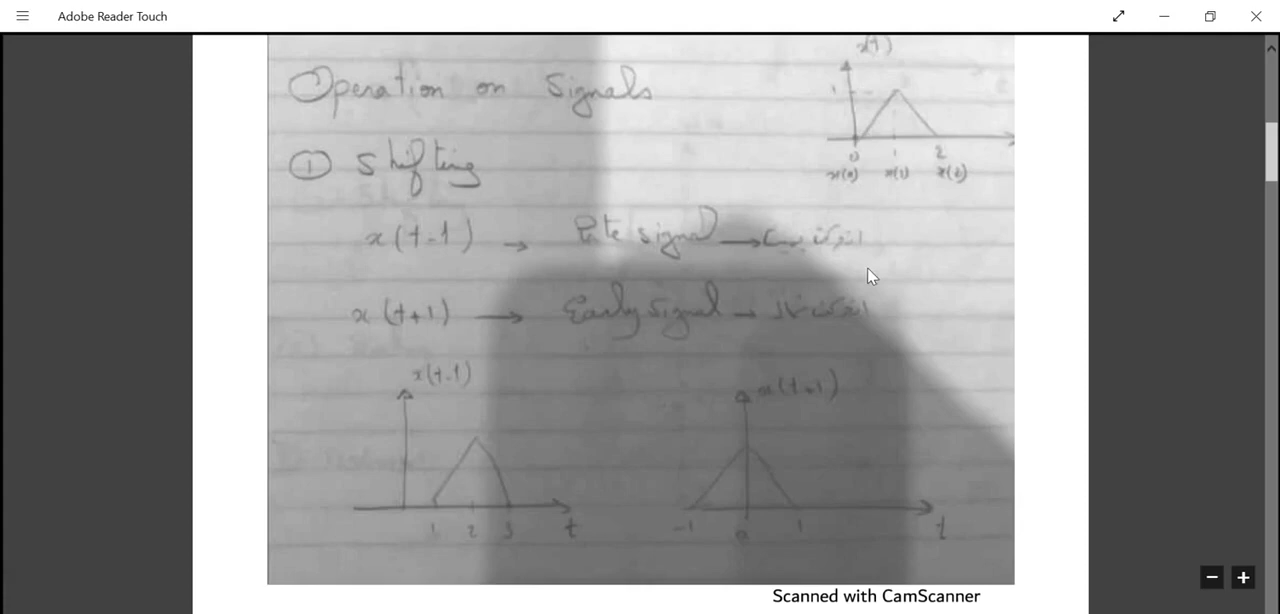 Adobe Reader Touch
x(t)
Operation on Signals
1
0 1 2
x(0) x(1) x(2)
① Shifting
x(t-1) → late signal →
x(t+1) → Early signal →
x(t-1)
x(t+1)
1 2 3 t
-1 0 1 t
Scanned with CamScanner